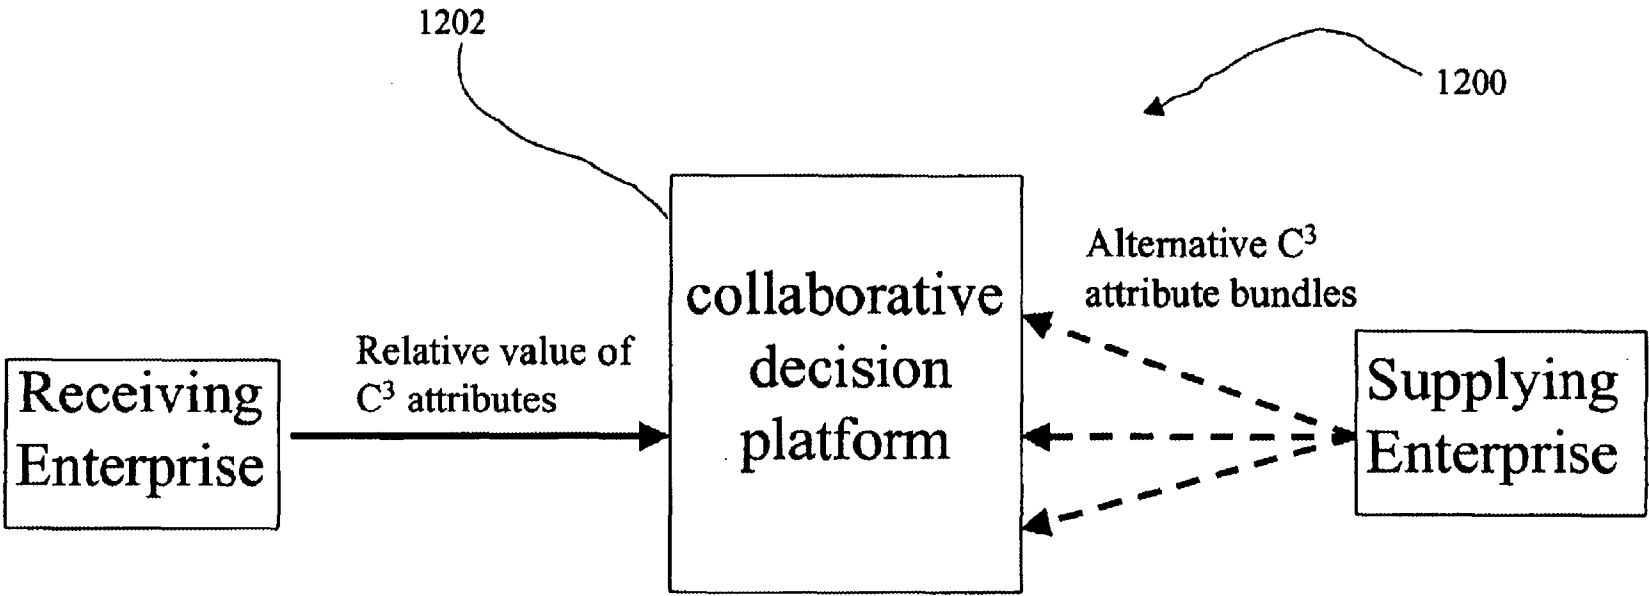 1202
1200
Alternative C³
attribute bundles
collaborative
decision
platform
Relative value of
C³ attributes
Receiving
Enterprise
Supplying
Enterprise